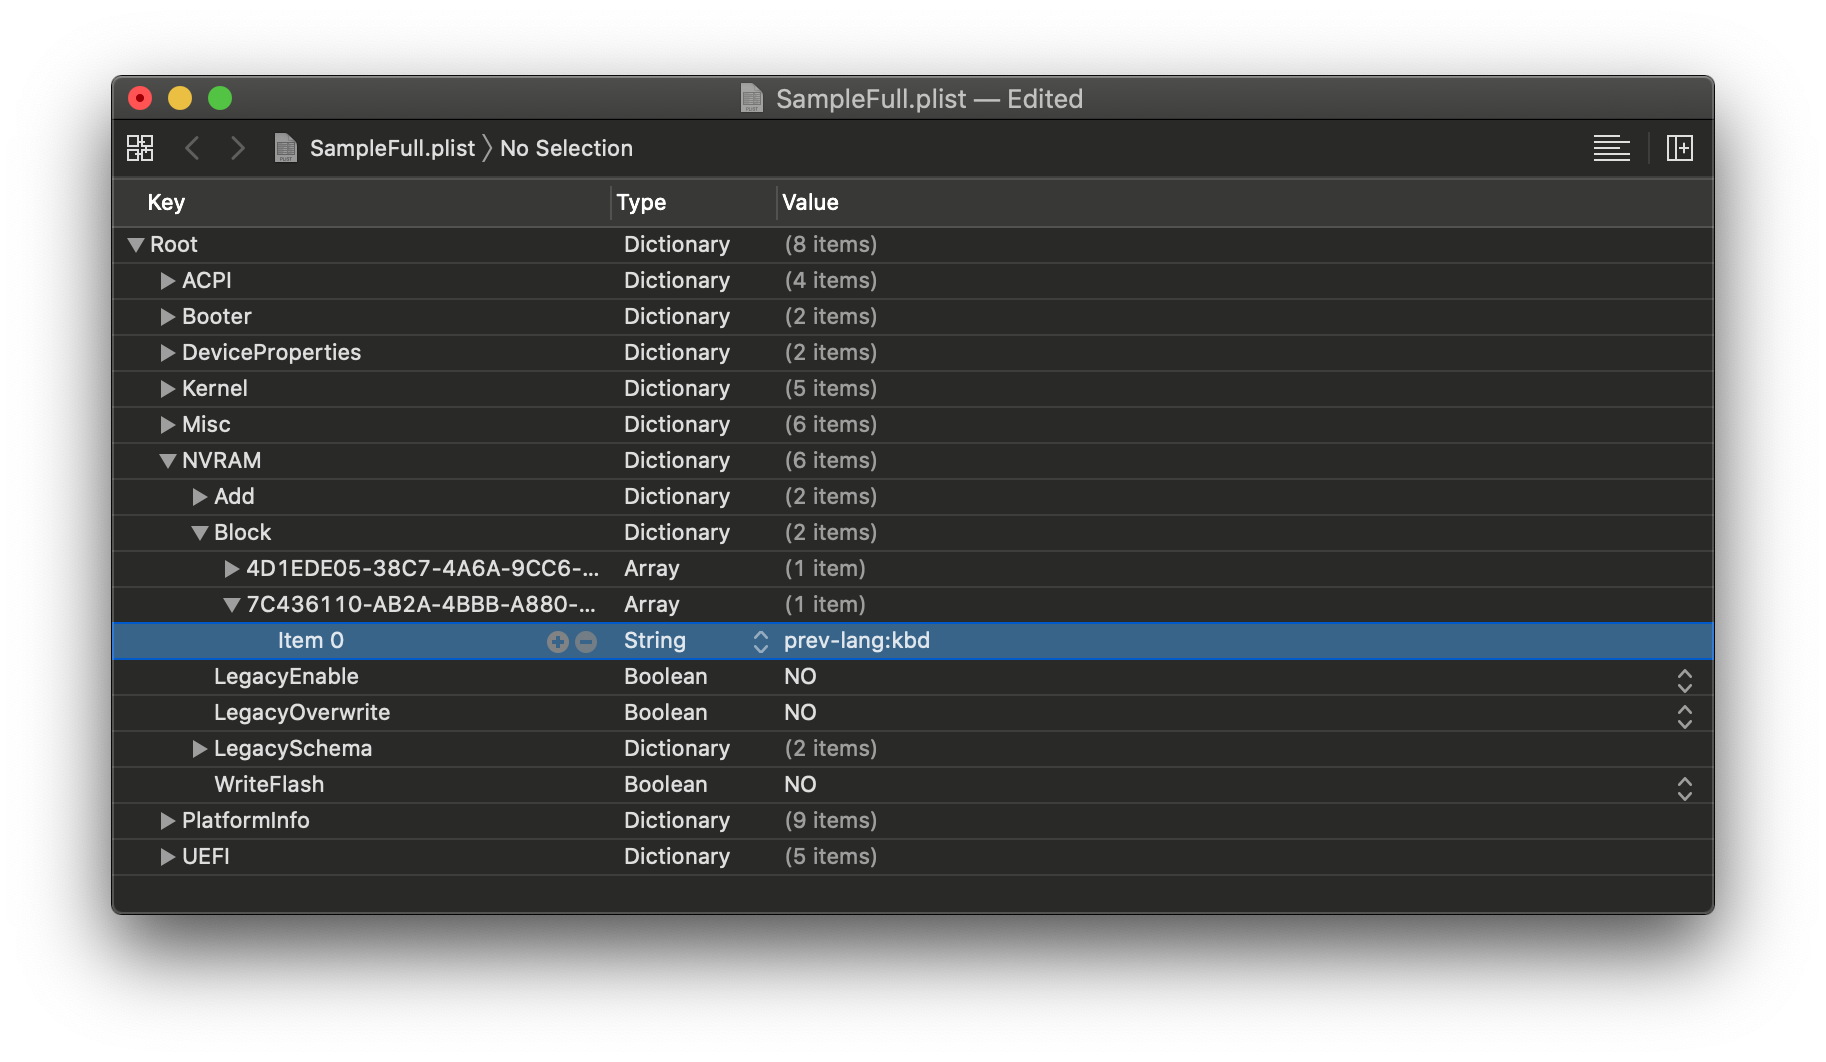 SampleFull.plist — Edited
SampleFull.plist 〉 No Selection
Key Type Value
Root Dictionary (8 items)
ACPI Dictionary (4 items)
Booter Dictionary (2 items)
DeviceProperties Dictionary (2 items)
Kernel Dictionary (5 items)
Misc Dictionary (6 items)
NVRAM Dictionary (6 items)
Add Dictionary (2 items)
Block Dictionary (2 items)
4D1EDE05-38C7-4A6A-9CC6-... Array (1 item)
7C436110-AB2A-4BBB-A880-... Array (1 item)
Item 0 String prev-lang:kbd
LegacyEnable Boolean NO
LegacyOverwrite Boolean NO
LegacySchema Dictionary (2 items)
WriteFlash Boolean NO
PlatformInfo Dictionary (9 items)
UEFI Dictionary (5 items)